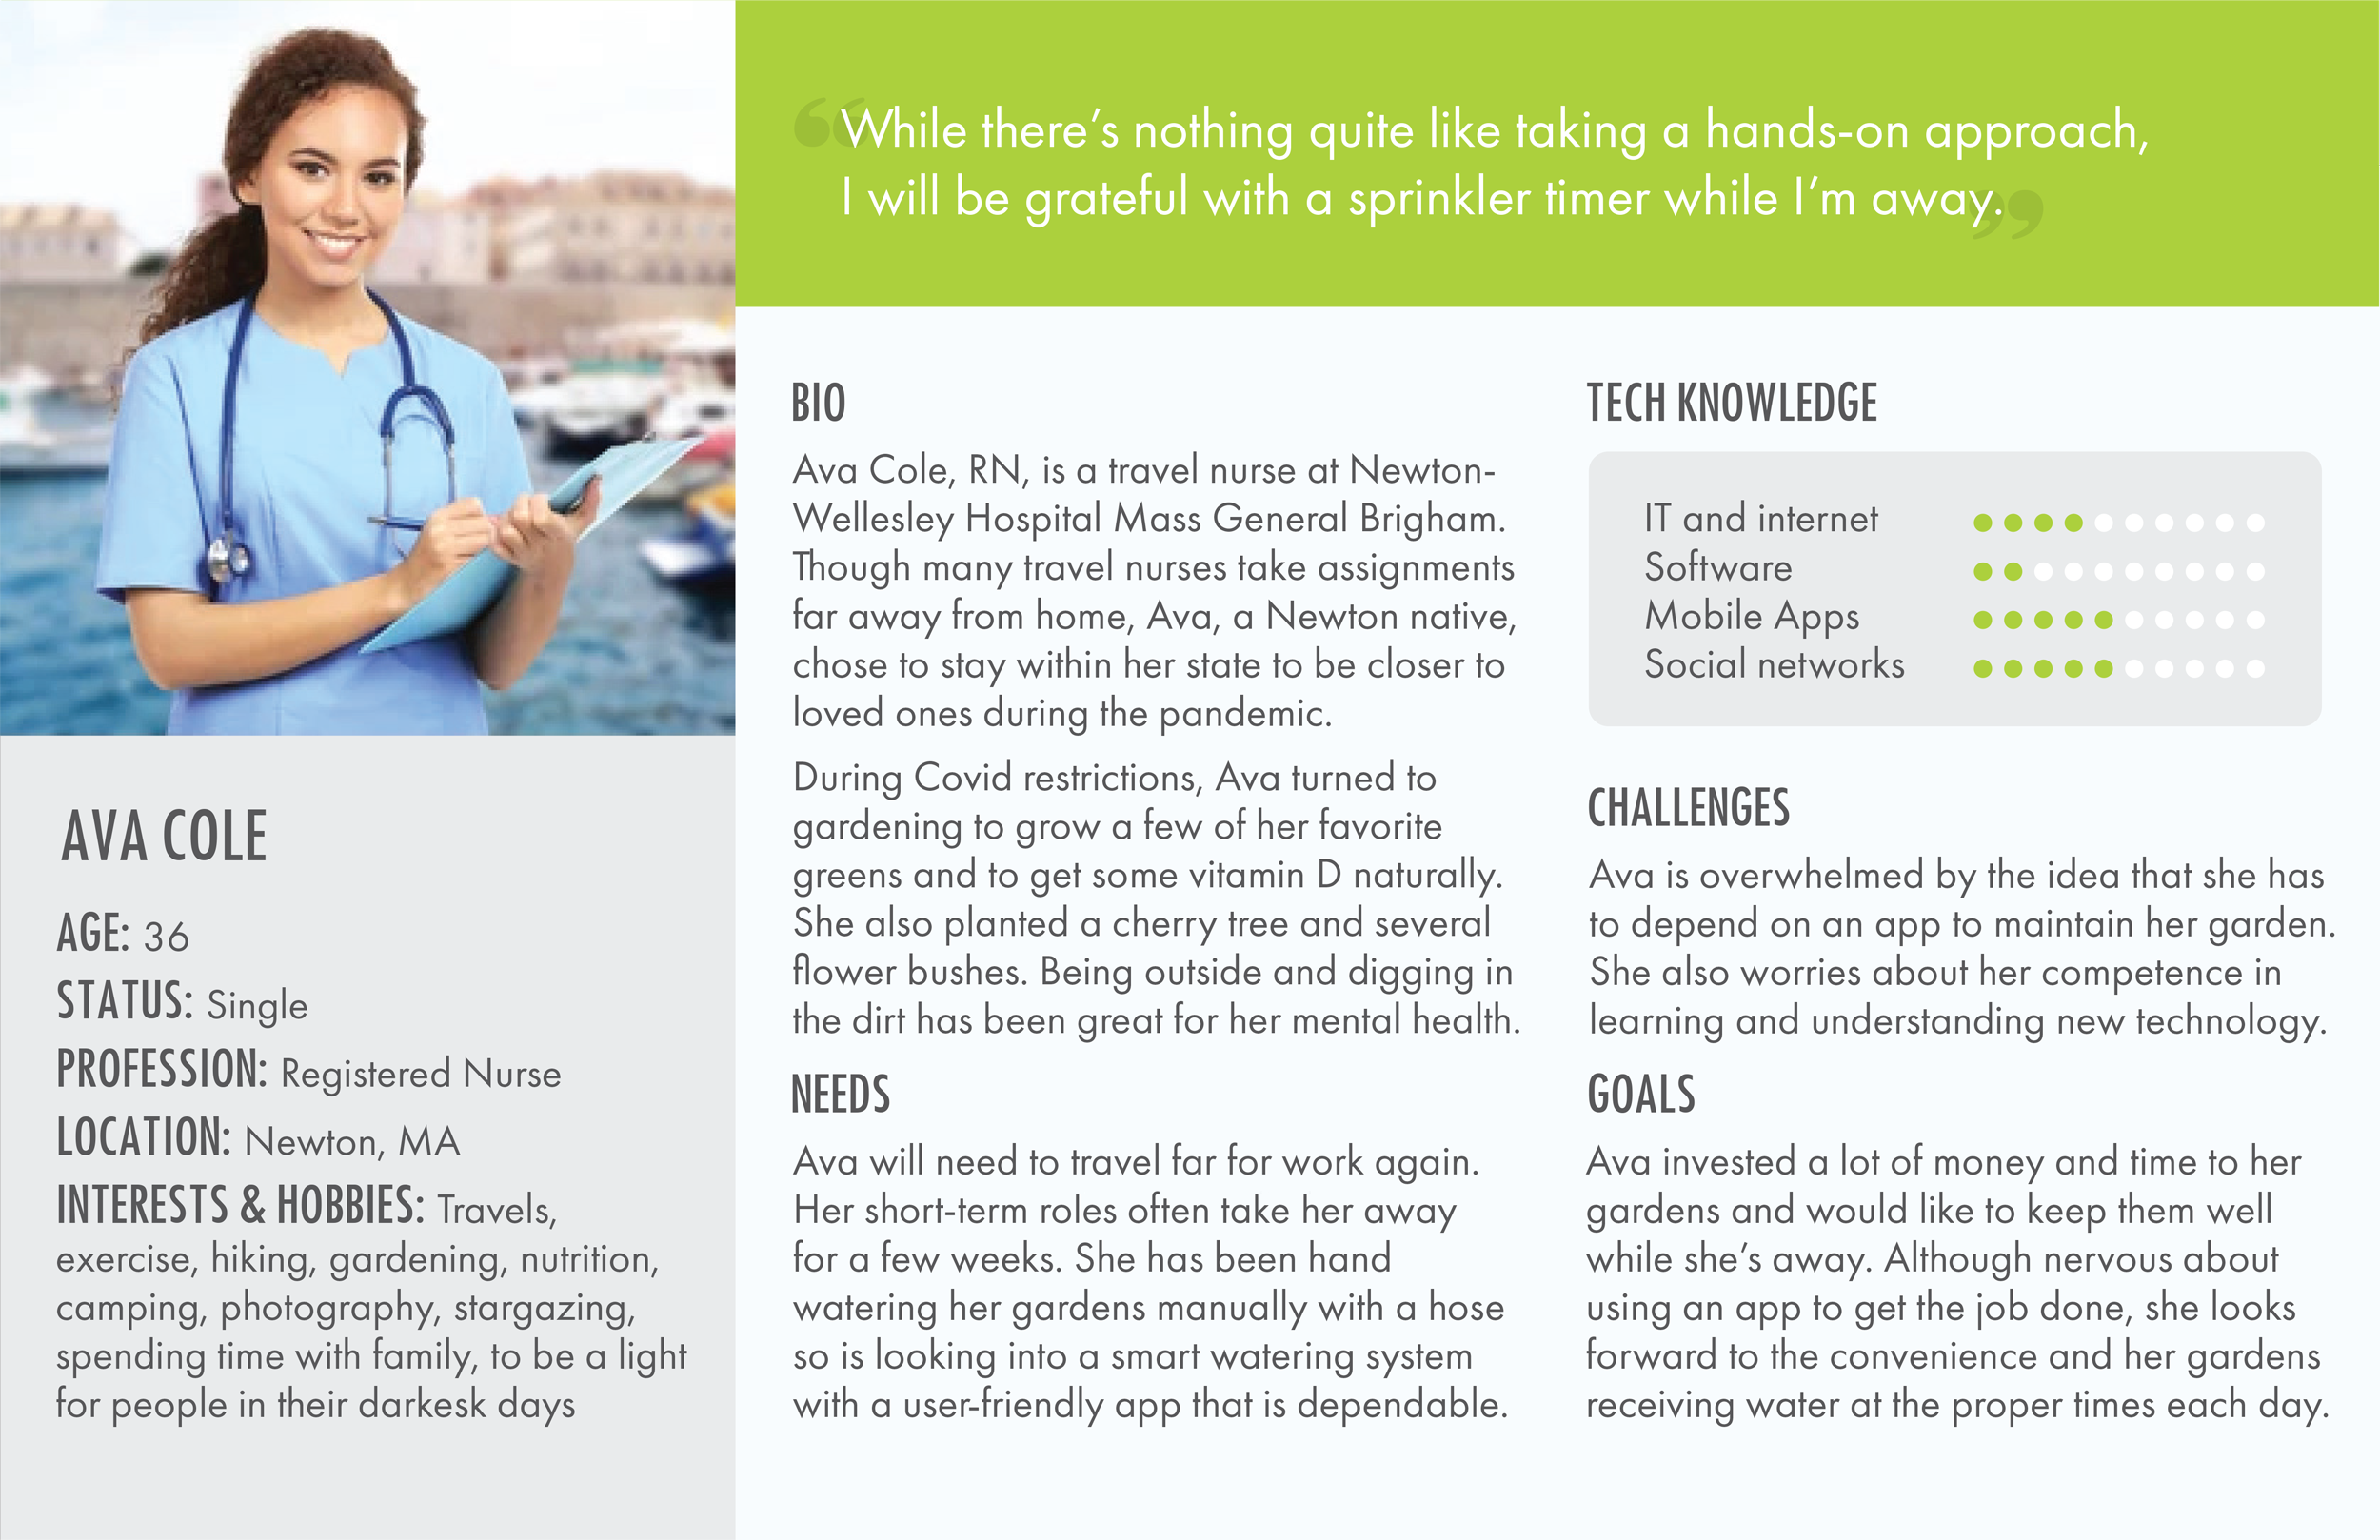 “While there’s nothing quite like taking a hands-on approach,
I will be grateful with a sprinkler timer while I’m away.”
AVA COLE
AGE: 36
STATUS: Single
PROFESSION: Registered Nurse
LOCATION: Newton, MA
INTERESTS & HOBBIES: Travels,
exercise, hiking, gardening, nutrition,
camping, photography, stargazing,
spending time with family, to be a light
for people in their darkesk days
BIO
Ava Cole, RN, is a travel nurse at Newton-
Wellesley Hospital Mass General Brigham.
Though many travel nurses take assignments
far away from home, Ava, a Newton native,
chose to stay within her state to be closer to
loved ones during the pandemic.
During Covid restrictions, Ava turned to
gardening to grow a few of her favorite
greens and to get some vitamin D naturally.
She also planted a cherry tree and several
flower bushes. Being outside and digging in
the dirt has been great for her mental health.
NEEDS
Ava will need to travel far for work again.
Her short-term roles often take her away
for a few weeks. She has been hand
watering her gardens manually with a hose
so is looking into a smart watering system
with a user-friendly app that is dependable.
TECH KNOWLEDGE
IT and internet
Software
Mobile Apps
Social networks
CHALLENGES
Ava is overwhelmed by the idea that she has
to depend on an app to maintain her garden.
She also worries about her competence in
learning and understanding new technology.
GOALS
Ava invested a lot of money and time to her
gardens and would like to keep them well
while she’s away. Although nervous about
using an app to get the job done, she looks
forward to the convenience and her gardens
receiving water at the proper times each day.